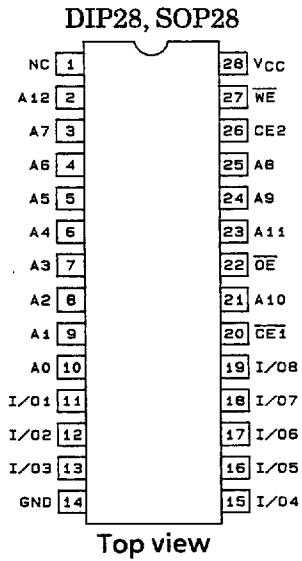 DIP28, SOP28
NC 1 28 VCC
A12 2 27 W̅E̅
A7 3 26 CE2
A6 4 25 A8
A5 5 24 A9
A4 6 23 A11
A3 7 22 O̅E̅
A2 8 21 A10
A1 9 20 C̅E̅1̅
A0 10 19 I/O8
I/O1 11 18 I/O7
I/O2 12 17 I/O6
I/O3 13 16 I/O5
GND 14 15 I/O4
Top view